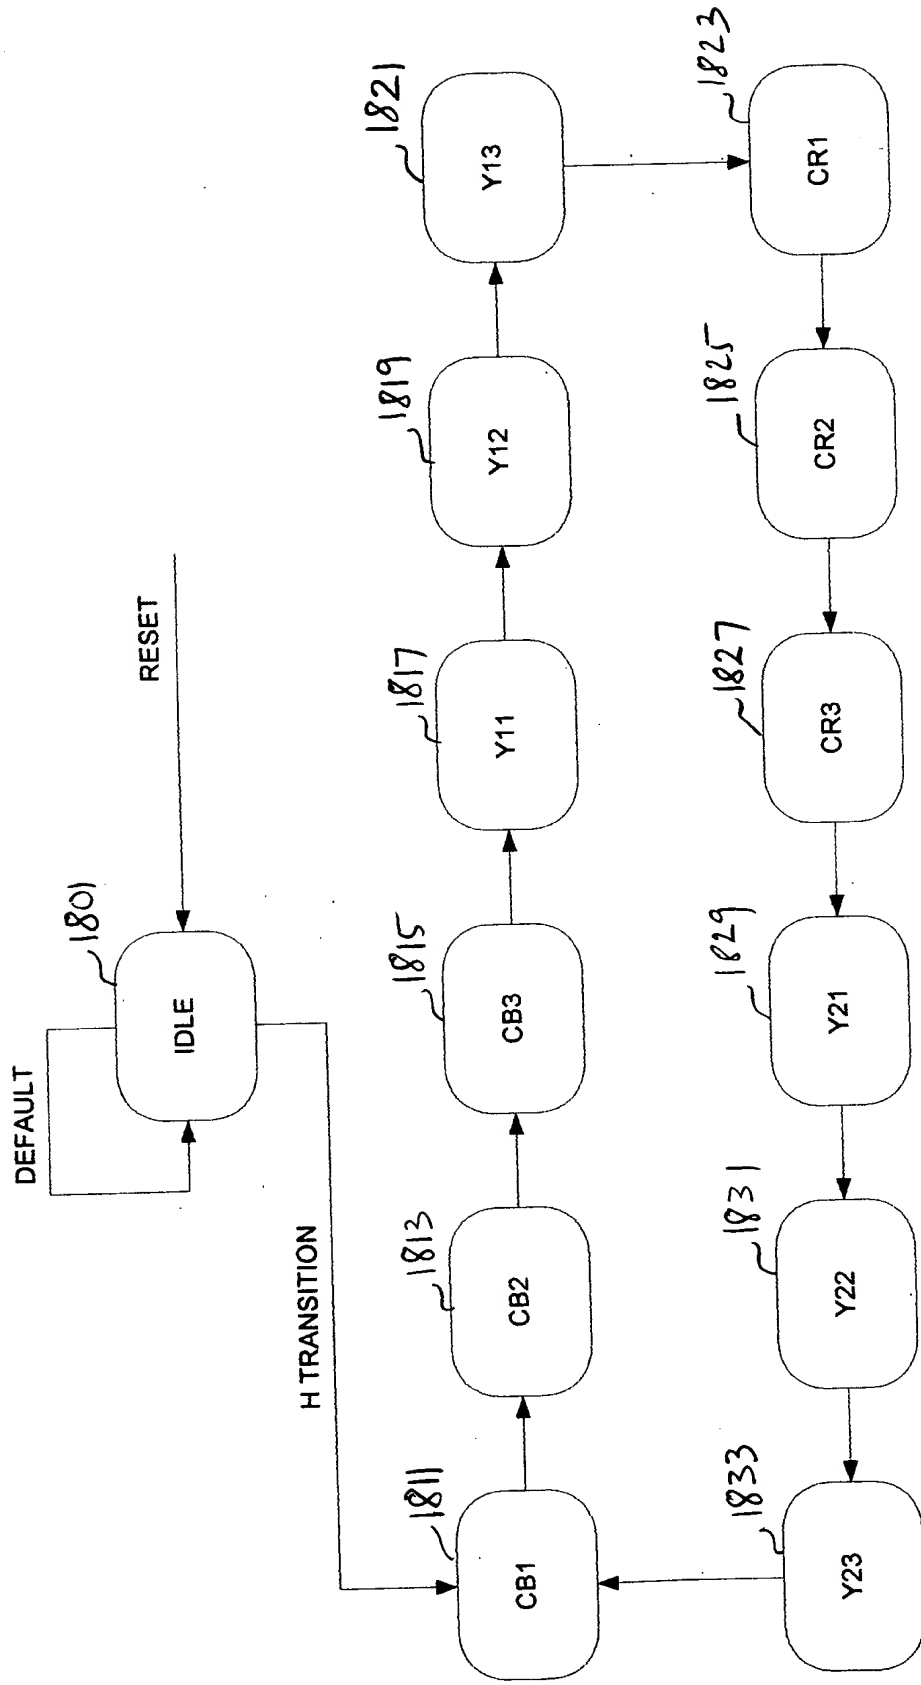 RESET
DEFAULT
1801
IDLE
H TRANSITION
1811
CB1
1813
CB2
1815
CB3
1817
Y11
1819
Y12
1821
Y13
1833
Y23
1831
Y22
1829
Y21
1827
CR3
1825
CR2
1823
CR1